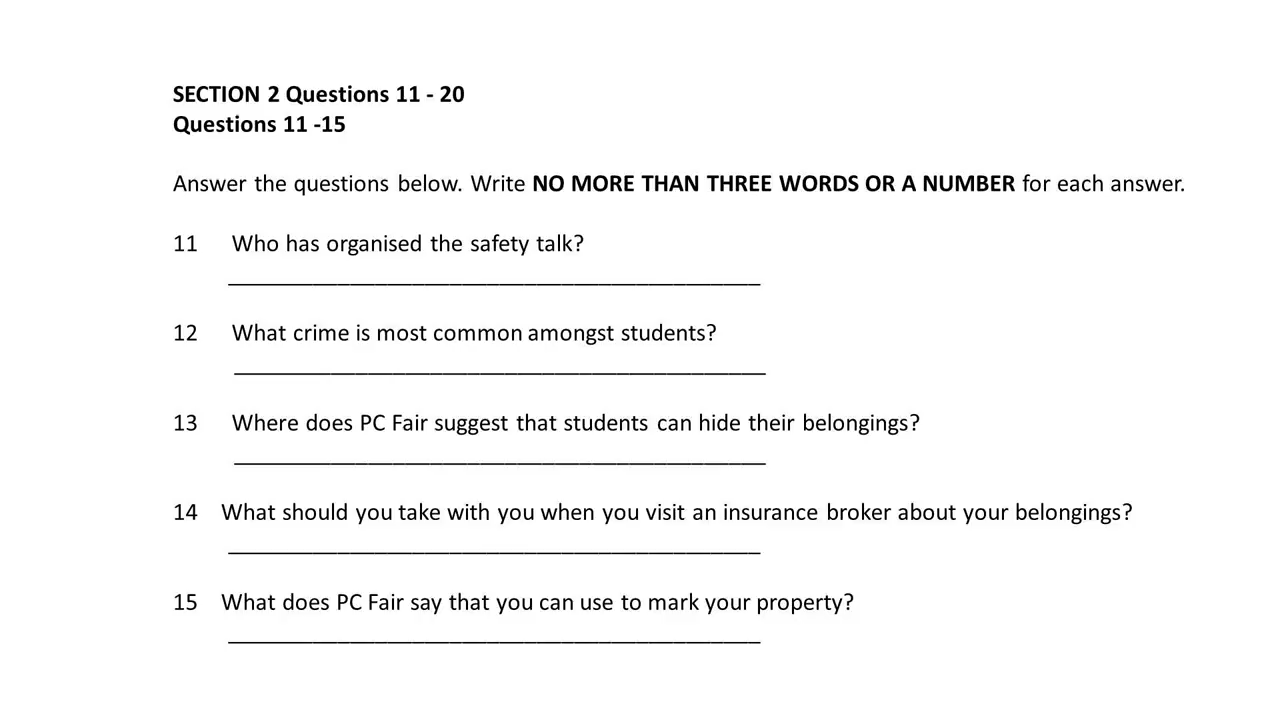 SECTION 2 Questions 11 - 20
Questions 11 -15
Answer the questions below. Write NO MORE THAN THREE WORDS OR A NUMBER for each answer.
11 Who has organised the safety talk?
12 What crime is most common amongst students?
13 Where does PC Fair suggest that students can hide their belongings?
14 What should you take with you when you visit an insurance broker about your belongings?
15 What does PC Fair say that you can use to mark your property?